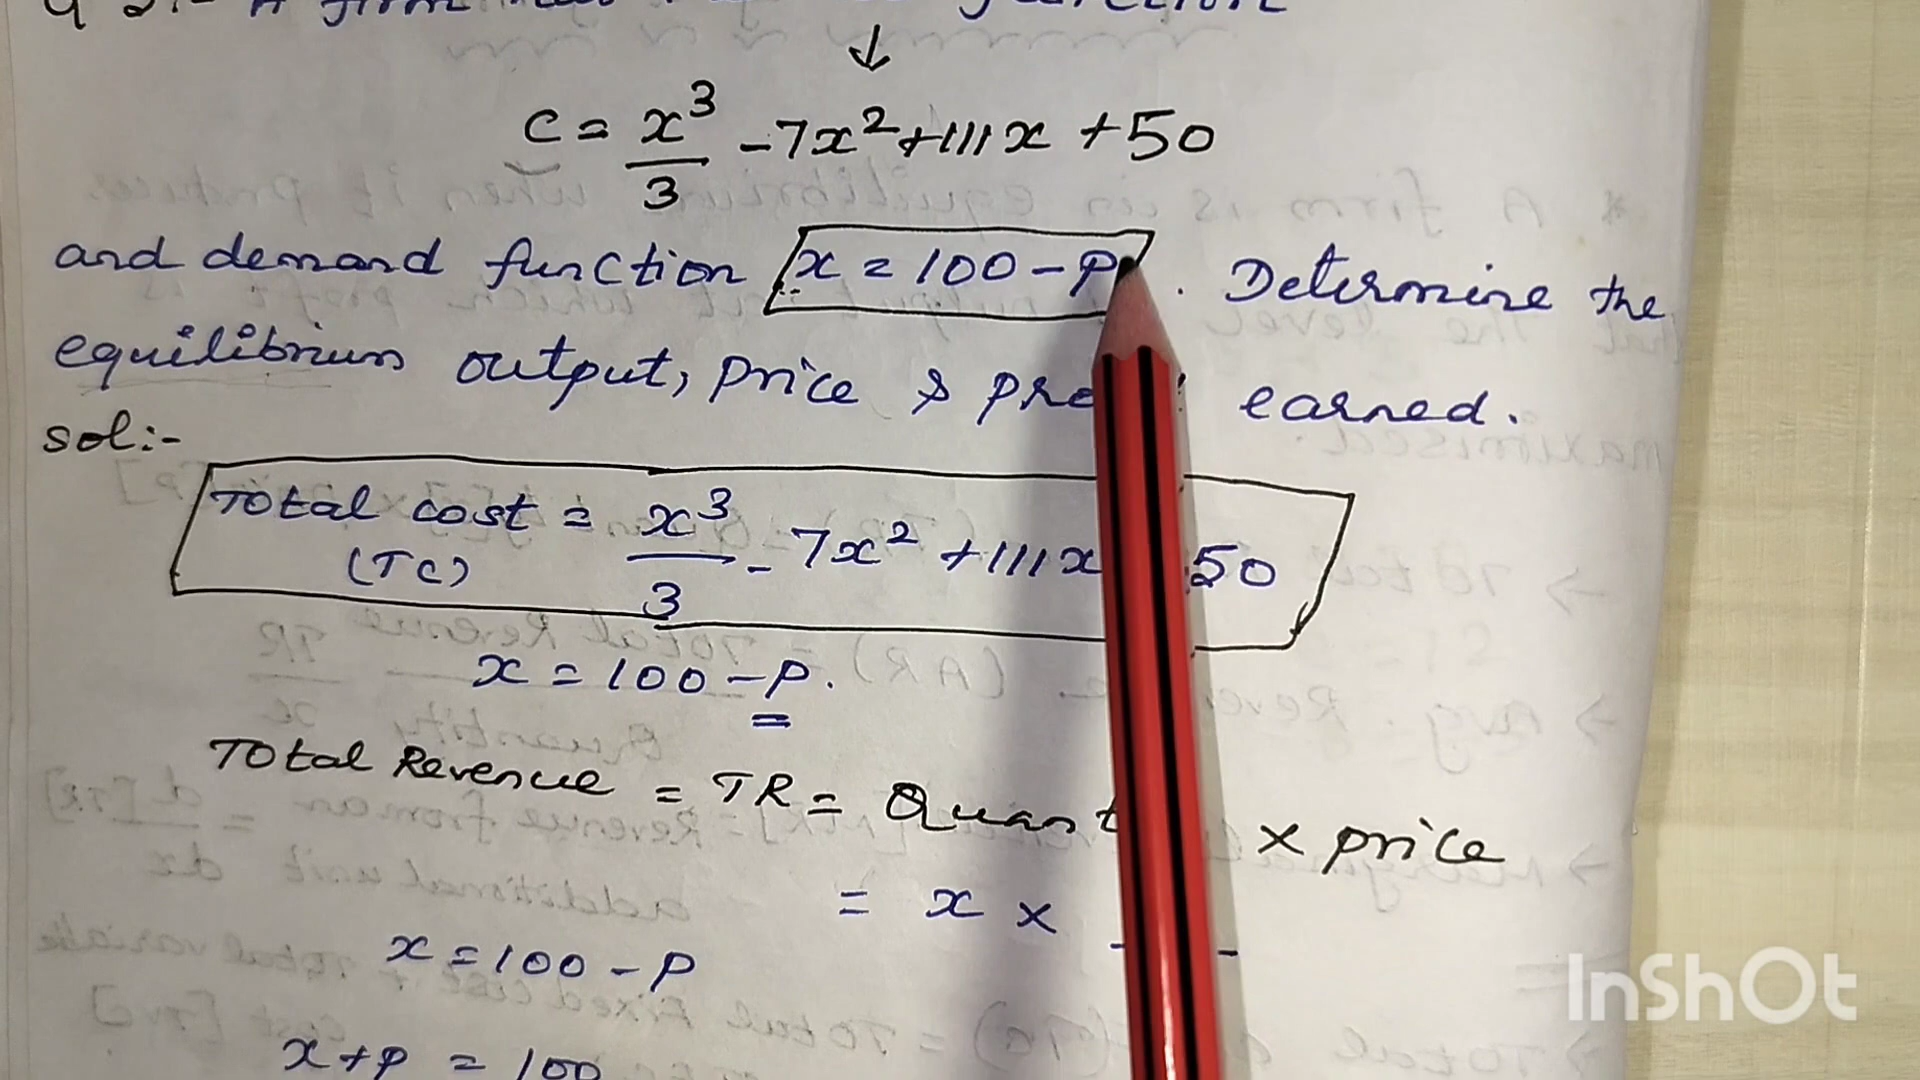 C = x³/3 - 7x² + 111x + 50
and demand function x = 100 - P. Determine the
equilibrium output, price & earned.
sol:-
Total cost = x³/3 - 7x² + 111x 50
(TC)
x = 100 - P.
Total Revenue = TR = Quant × price
= x ×
x = 100 - P
x + P = 100
InShOt